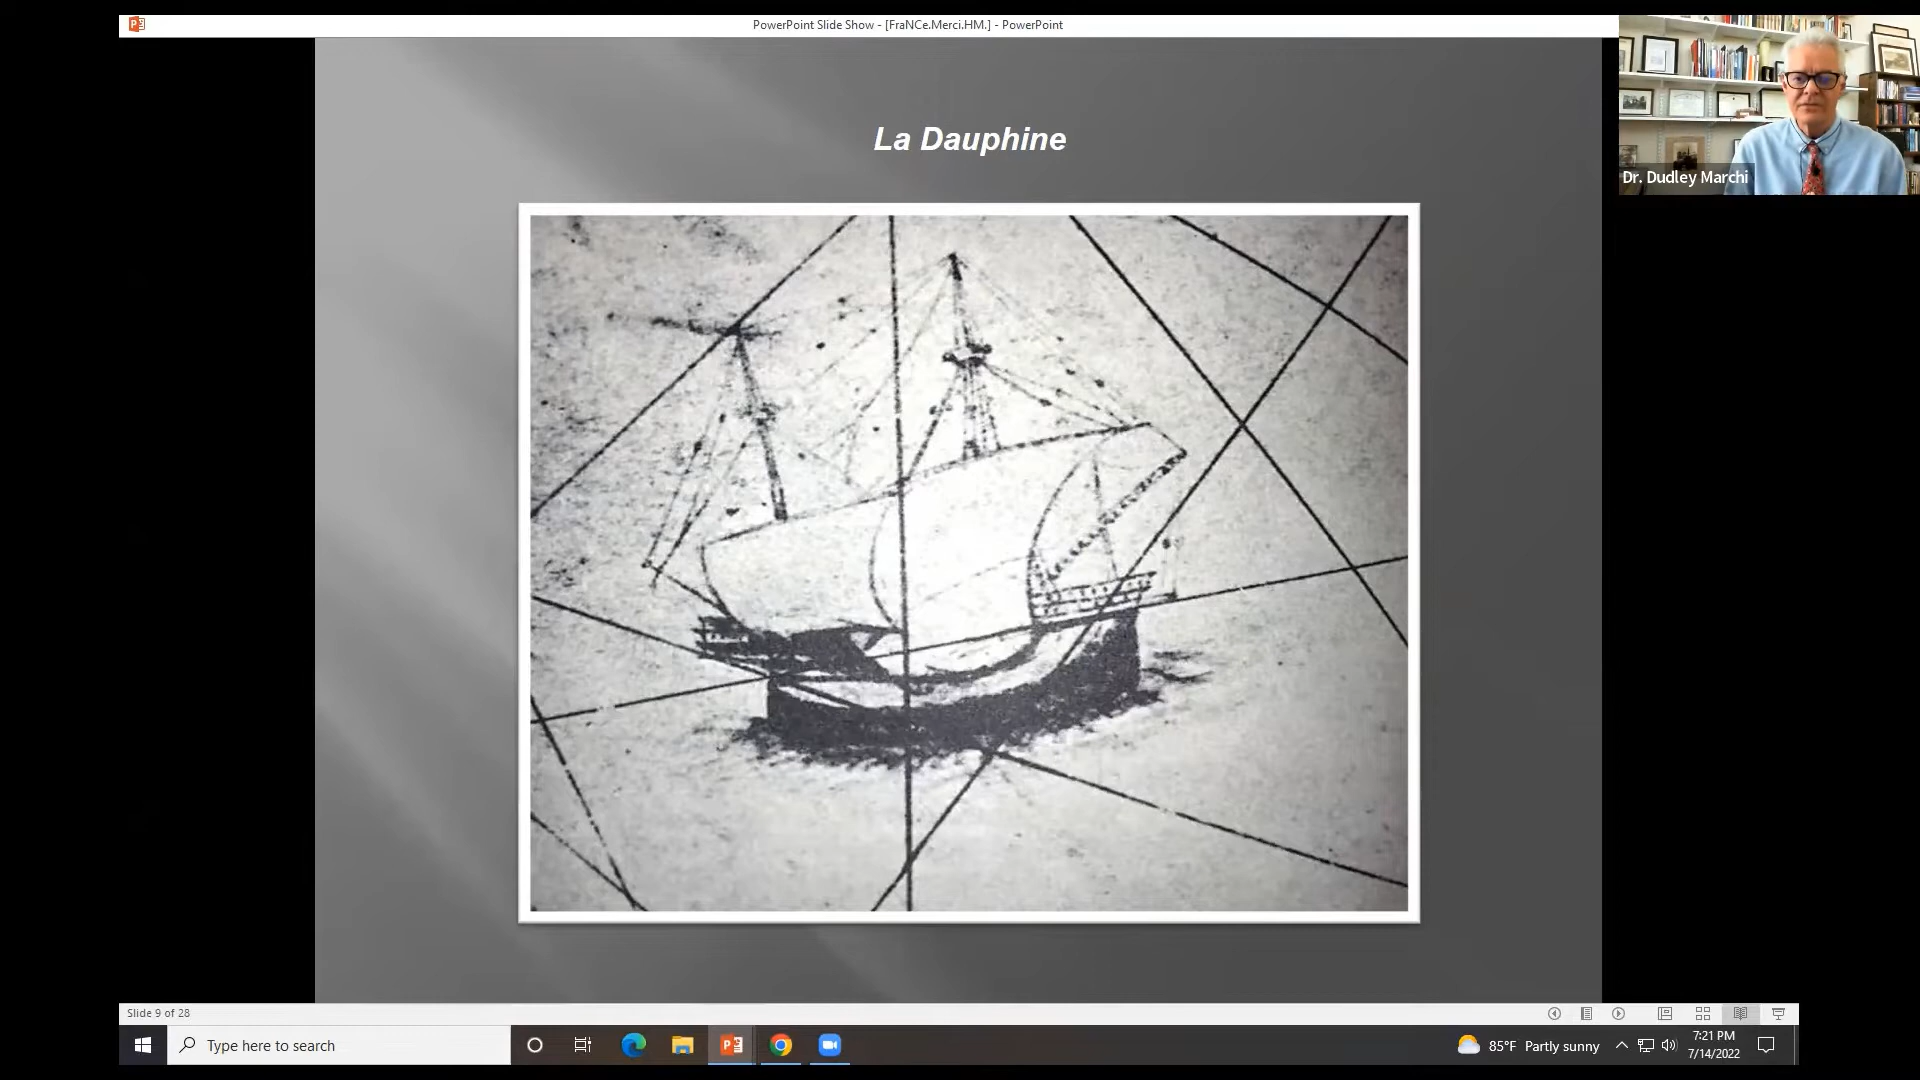 PowerPoint Slide Show - [FraNCe.Merci.HM.] - PowerPoint
La Dauphine
Dr. Dudley Marchi
Slide 9 of 28
Type here to search
85°F Partly sunny
7:21 PM
7/14/2022